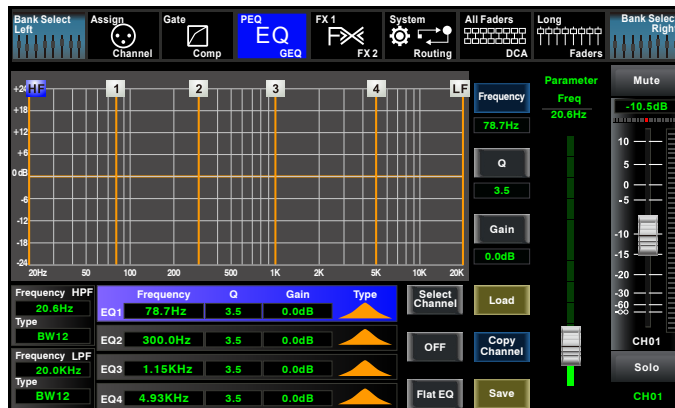 Bank Select
Left
Assign
Channel
Gate
Comp
PEQ
EQ
GEQ
FX 1
FX 2
System
Routing
All Faders
DCA
Long
Faders
Bank Selec
Righ
+24
+18
+12
+6
0 dB
-6
-12
-18
-24
HF
1
2
3
4
LF
20Hz 50 100 200 500 1K 2K 5K 10K 20K
Frequency
78.7Hz
Q
3.5
Gain
0.0dB
Parameter
Freq
20.6Hz
Mute
-10.5dB
10
5
0
-5
-10
-15
-20
-30
-60
-∞
CH01
Solo
CH01
Frequency HPF
20.6Hz
Type
BW12
Frequency LPF
20.0KHz
Type
BW12
Frequency Q Gain Type
EQ1 78.7Hz 3.5 0.0dB
EQ2 300.0Hz 3.5 0.0dB
EQ3 1.15KHz 3.5 0.0dB
EQ4 4.93KHz 3.5 0.0dB
Select
Channel
OFF
Flat EQ
Load
Copy
Channel
Save